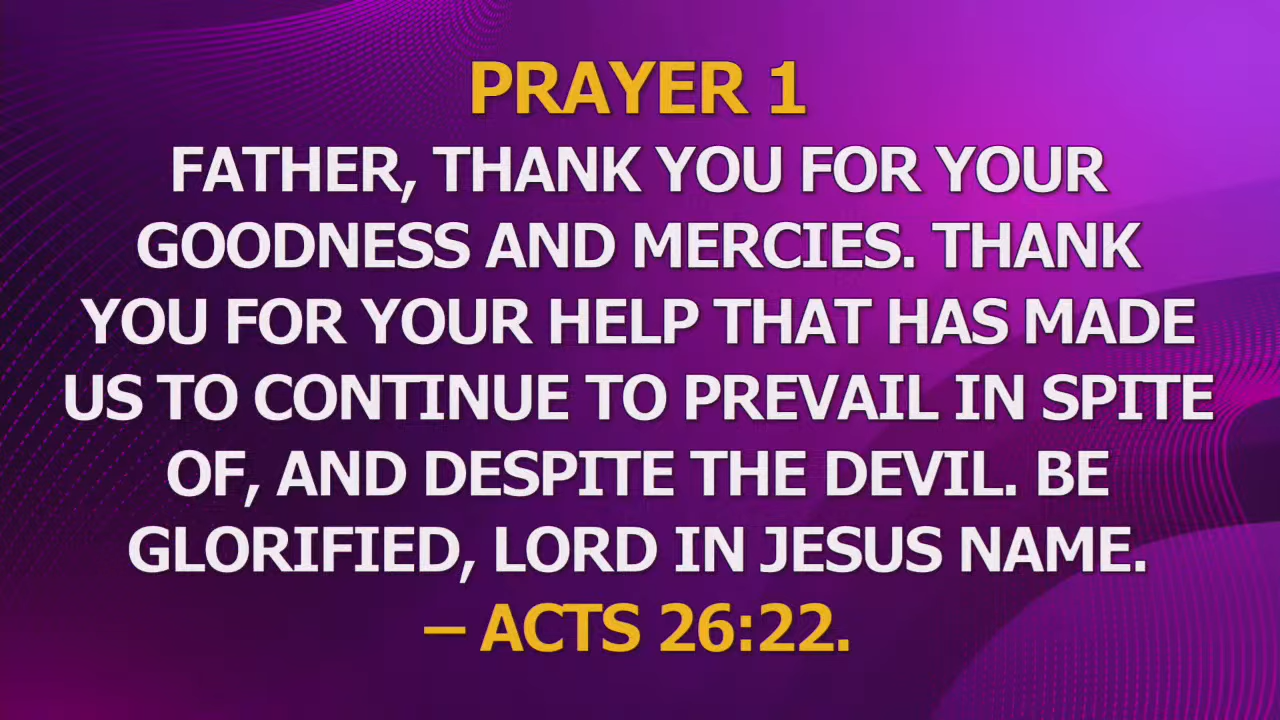 PRAYER 1
FATHER, THANK YOU FOR YOUR
GOODNESS AND MERCIES. THANK
YOU FOR YOUR HELP THAT HAS MADE
US TO CONTINUE TO PREVAIL IN SPITE
OF, AND DESPITE THE DEVIL. BE
GLORIFIED, LORD IN JESUS NAME.
– ACTS 26:22.